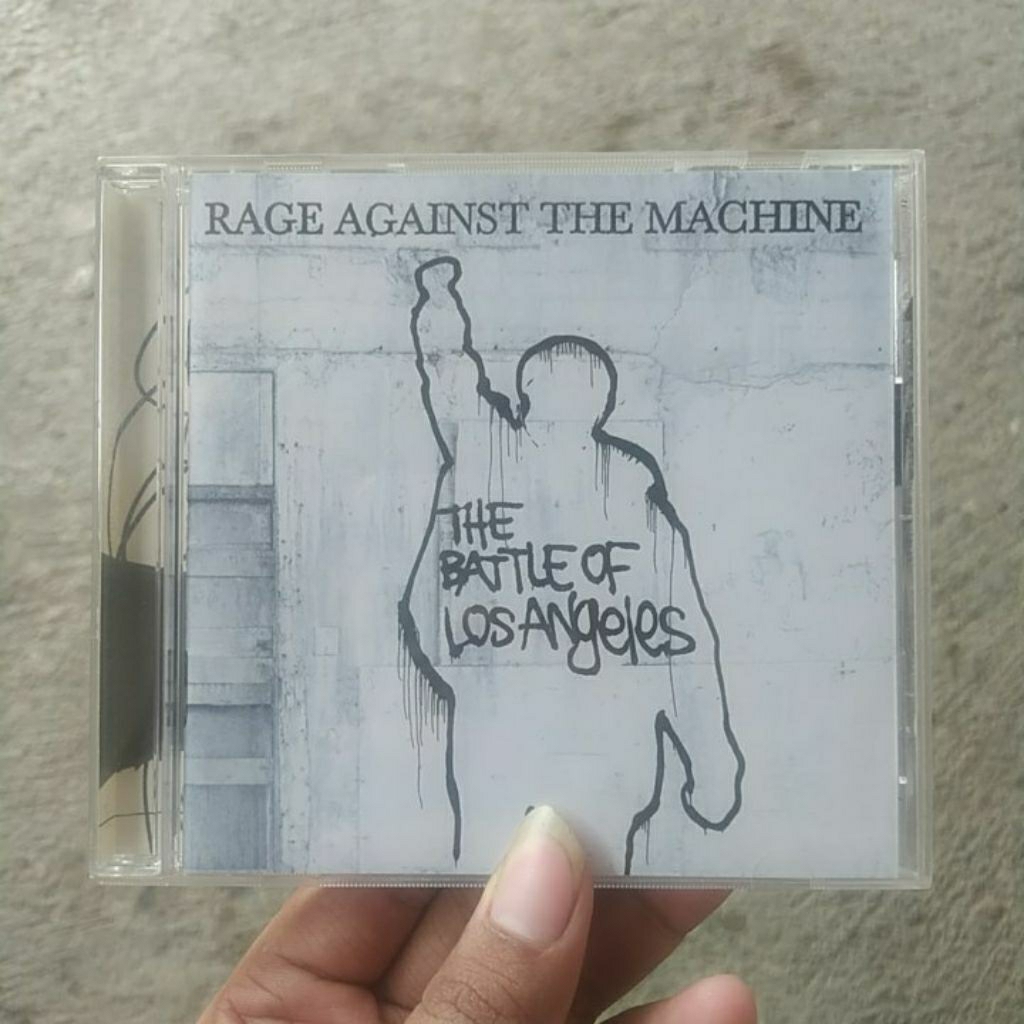 RAGE AGAINST THE MACHINE
THE
BATTLE OF
LOS ANgeles